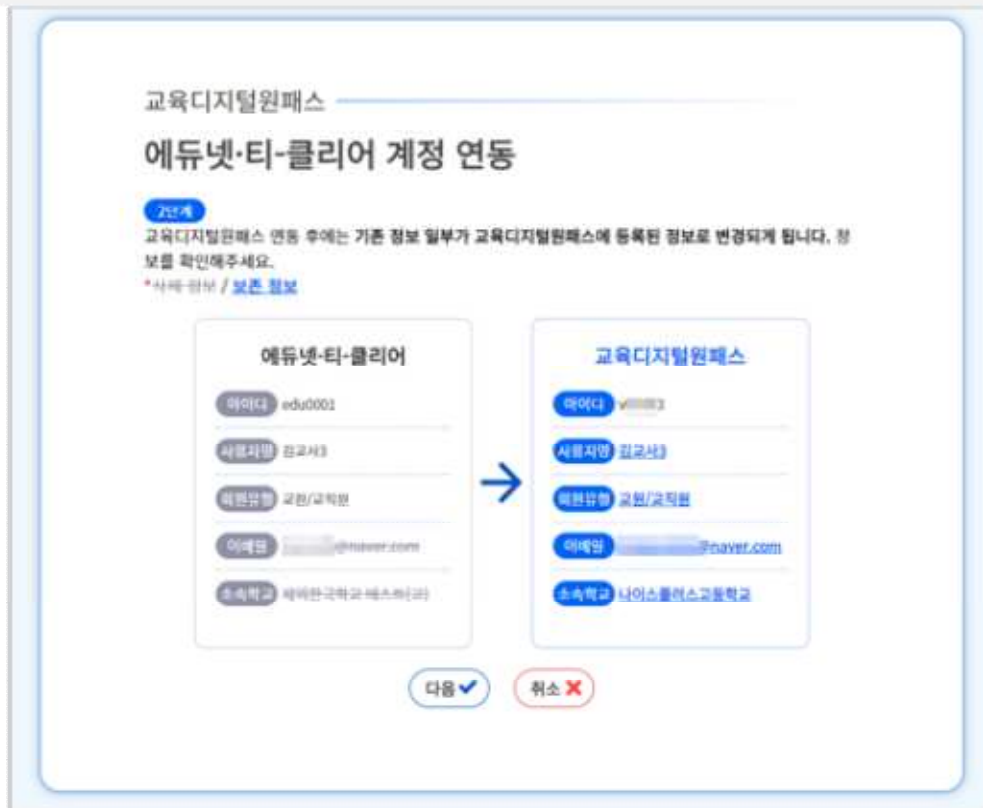 교육디지털원패스
에듀넷·티-클리어 계정 연동
2단계
교육디지털원패스 연동 후에는 기존 정보 일부가 교육디지털원패스에 등록된 정보로 변경되게 됩니다. 정
보를 확인해주세요.
*삭제 정보 / 보존 정보
에듀넷·티-클리어
아이디 edu0001
사용자명 김교사3
회원유형 교원/교직원
이메일 @naver.com
소속학교
교육디지털원패스
아이디
사용자명 김교사3
회원유형 교원/교직원
이메일 @naver.com
소속학교 나이스플러스고등학교
다음
취소